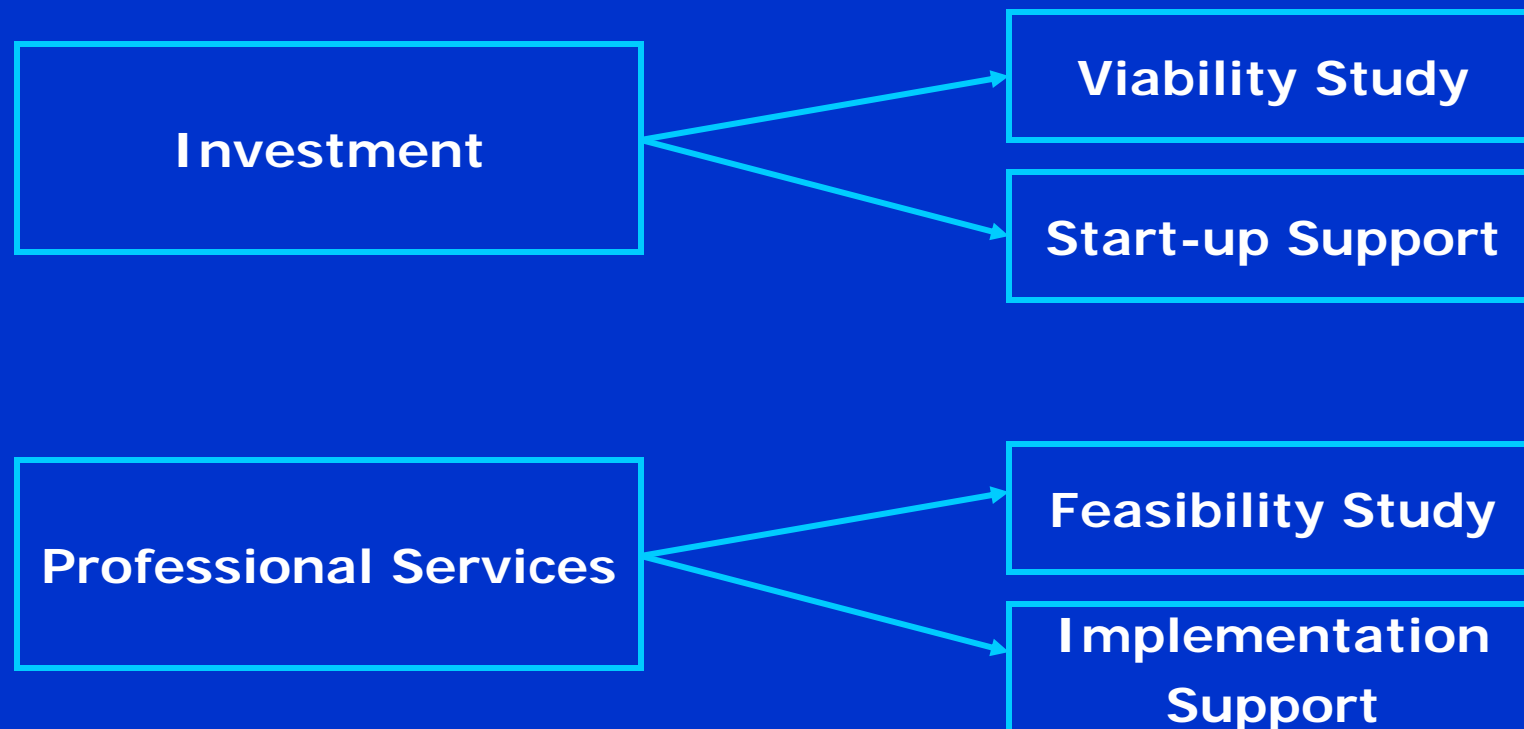 Investment
Viability Study
Start-up Support
Professional Services
Feasibility Study
Implementation
Support